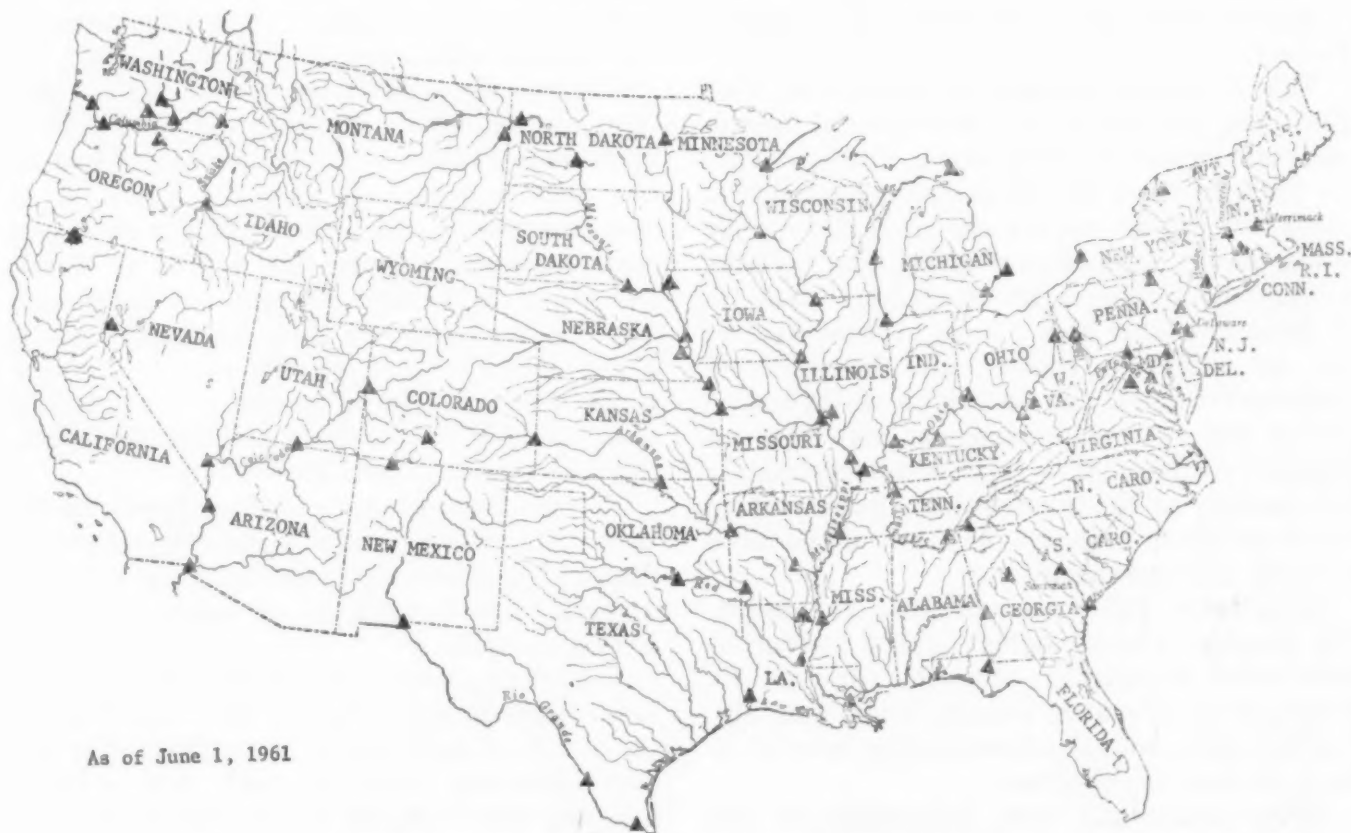 WASHINGTON
MONTANA
NORTH DAKOTA
MINNESOTA
Columbia
OREGON
Snake
IDAHO
WISCONSIN
VT.
N.H.
Merrimack
NEW YORK
MASS.
R.I.
CONN.
SOUTH DAKOTA
Missouri
WYOMING
MICHIGAN
NEVADA
NEBRASKA
IOWA
PENNA.
Delaware
N.J.
DEL.
MD.
UTAH
COLORADO
ILLINOIS
IND.
OHIO
W. VA.
KANSAS
Arkansas
MISSOURI
Ohio
KENTUCKY
VIRGINIA
CALIFORNIA
Colorado
N. CARO.
TENN.
ARIZONA
NEW MEXICO
OKLAHOMA
ARKANSAS
S. CARO.
Red
MISS.
ALABAMA
GEORGIA
Savannah
TEXAS
LA.
Rio Grande
FLORIDA
As of June 1, 1961